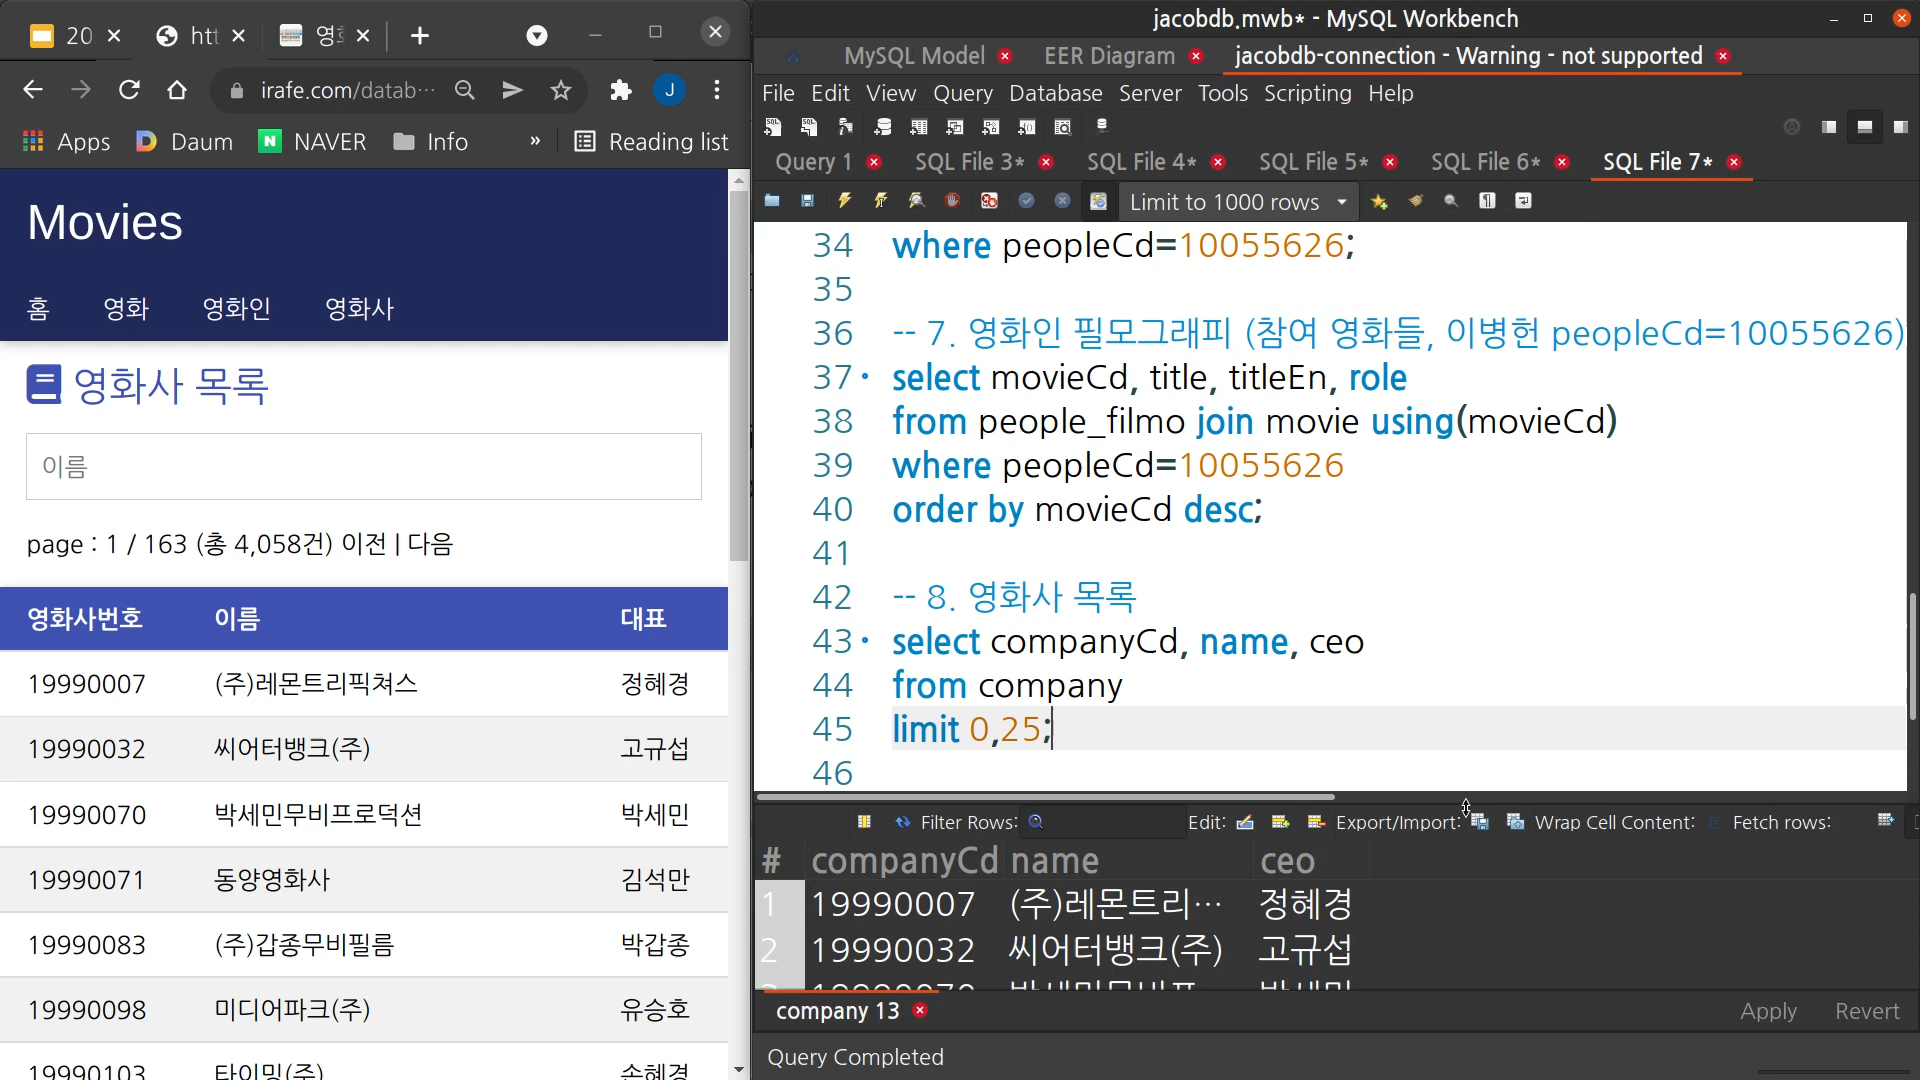 20
htt
영화
irafe.com/datab···
J
Apps
Daum
NAVER
Info
»
Reading list
Movies
홈 영화 영화인 영화사
영화사 목록
이름
page : 1 / 163 (총 4,058건) 이전 | 다음
영화사번호 이름 대표
19990007 (주)레몬트리픽쳐스 정혜경
19990032 씨어터뱅크(주) 고규섭
19990070 박세민무비프로덕션 박세민
19990071 동양영화사 김석만
19990083 (주)갑종무비필름 박갑종
19990098 미디어파크(주) 유승호
19990103 타이밍(주) 손혜경
jacobdb.mwb* - MySQL Workbench
MySQL Model
EER Diagram
jacobdb-connection - Warning - not supported
File Edit View Query Database Server Tools Scripting Help
Query 1
SQL File 3*
SQL File 4*
SQL File 5*
SQL File 6*
SQL File 7*
Limit to 1000 rows
34 where peopleCd=10055626;
35
36 -- 7. 영화인 필모그래피 (참여 영화들, 이병헌 peopleCd=10055626)
37 select movieCd, title, titleEn, role
38 from people_filmo join movie using(movieCd)
39 where peopleCd=10055626
40 order by movieCd desc;
41
42 -- 8. 영화사 목록
43 select companyCd, name, ceo
44 from company
45 limit 0,25;
46
Filter Rows: Edit: Export/Import: Wrap Cell Content: Fetch rows:
# companyCd name ceo
1 19990007 (주)레몬트리··· 정혜경
2 19990032 씨어터뱅크(주) 고규섭
company 13
Apply Revert
Query Completed